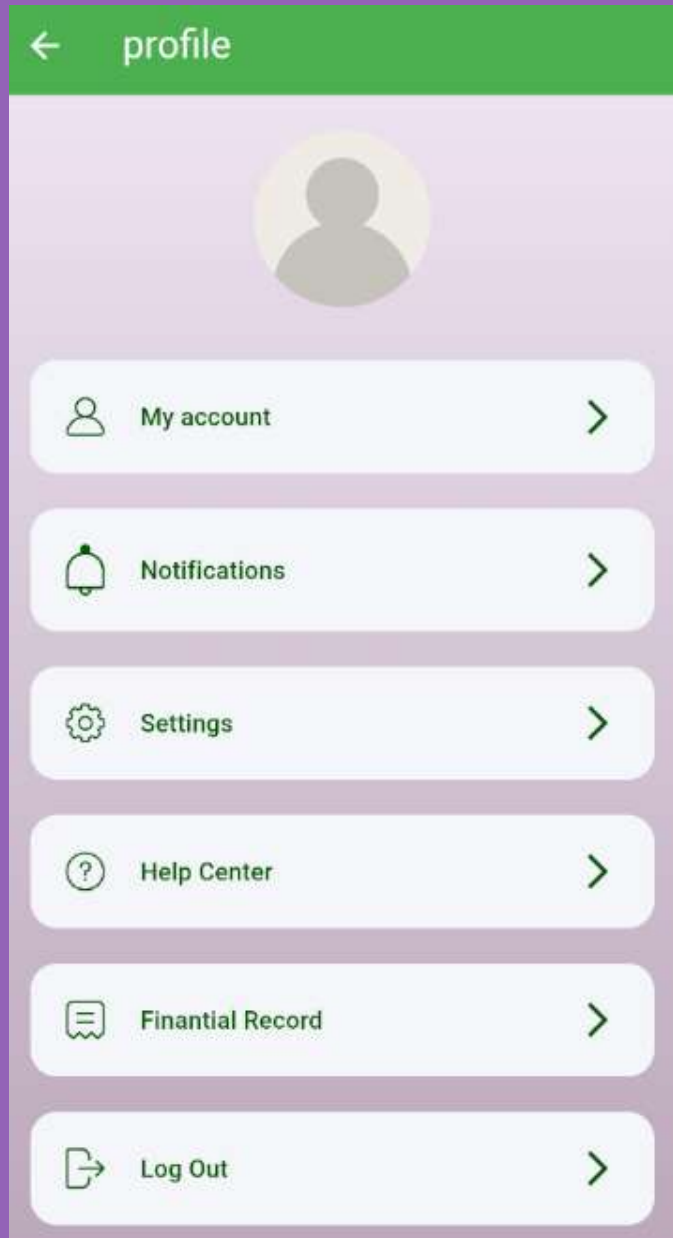 profile
My account
Notifications
Settings
Help Center
Finantial Record
Log Out